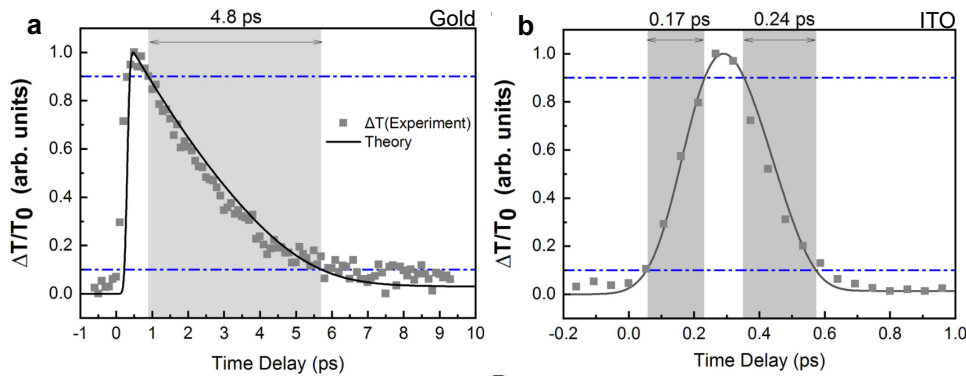 a
4.8 ps
Gold
1.0
0.8
0.6
0.4
0.2
0.0
ΔT/T0 (arb. units)
ΔT(Experiment)
Theory
-1 0 1 2 3 4 5 6 7 8 9 10
Time Delay (ps)
b
0.17 ps
0.24 ps
ITO
1.0
0.8
0.6
0.4
0.2
0.0
ΔT/T0 (arb. units)
-0.2 0.0 0.2 0.4 0.6 0.8 1.0
Time Delay (ps)